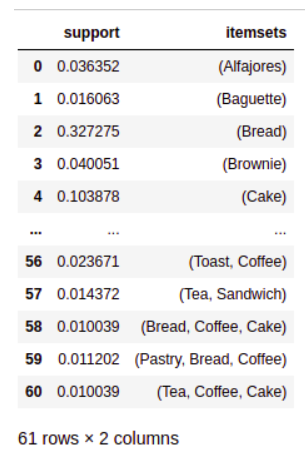 support itemsets
0 0.036352 (Alfajores)
1 0.016063 (Baguette)
2 0.327275 (Bread)
3 0.040051 (Brownie)
4 0.103878 (Cake)
... ... ...
56 0.023671 (Toast, Coffee)
57 0.014372 (Tea, Sandwich)
58 0.010039 (Bread, Coffee, Cake)
59 0.011202 (Pastry, Bread, Coffee)
60 0.010039 (Tea, Coffee, Cake)
61 rows × 2 columns